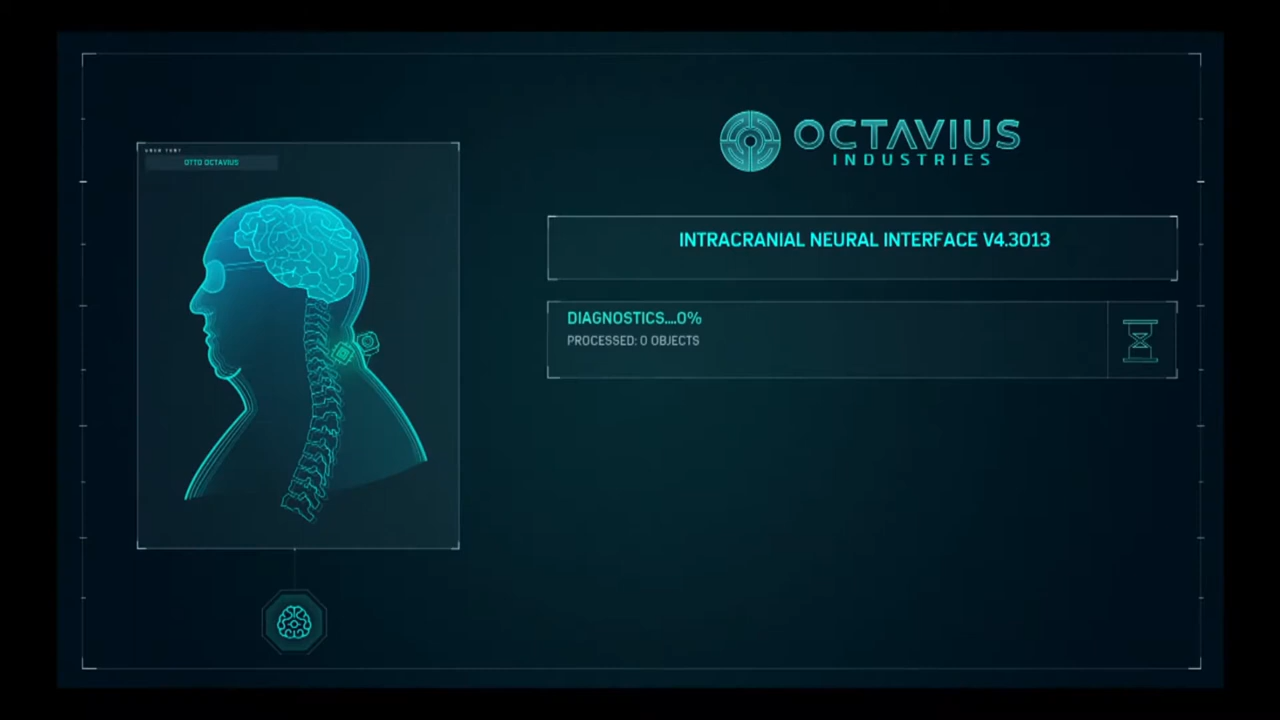 OTTO OCTAVIUS
OCTAVIUS
INDUSTRIES
INTRACRANIAL NEURAL INTERFACE V4.3013
DIAGNOSTICS....0%
PROCESSED: 0 OBJECTS